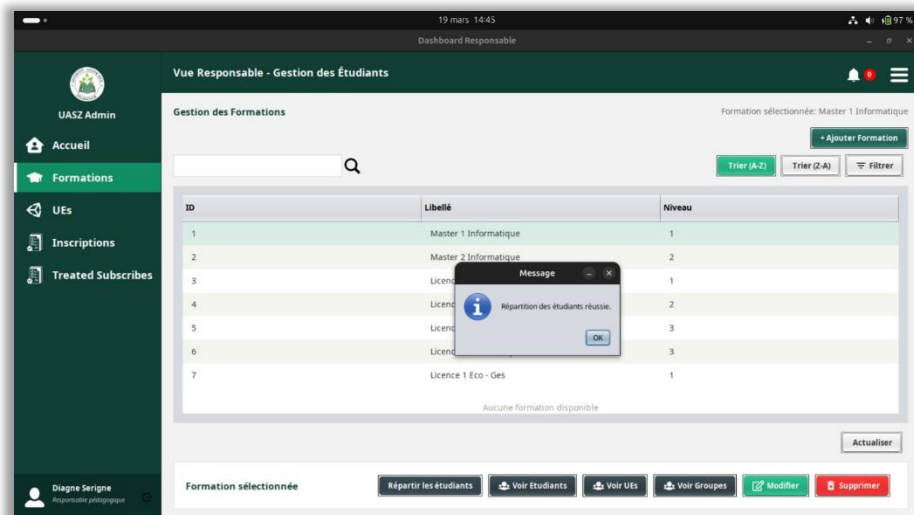 19 mars 14:45
97 %
Dashboard Responsable
Vue Responsable - Gestion des Étudiants
0
UASZ Admin
Accueil
Formations
UEs
Inscriptions
Treated Subscribes
Diagne Serigne
Responsable pédagogique
Gestion des Formations
Formation sélectionnée: Master 1 Informatique
+ Ajouter Formation
Trier (A-Z)
Trier (Z-A)
Filtrer
ID Libellé Niveau
1 Master 1 Informatique 1
2 Master 2 Informatique 2
3 Licenc 1
4 Licenc 2
5 Licenc 3
6 Licenc 3
7 Licence 1 Eco - Ges 1
Aucune formation disponible
Message
Répartition des étudiants réussie.
OK
Actualiser
Formation sélectionnée
Répartir les étudiants
Voir Etudiants
Voir UEs
Voir Groupes
Modifier
Supprimer